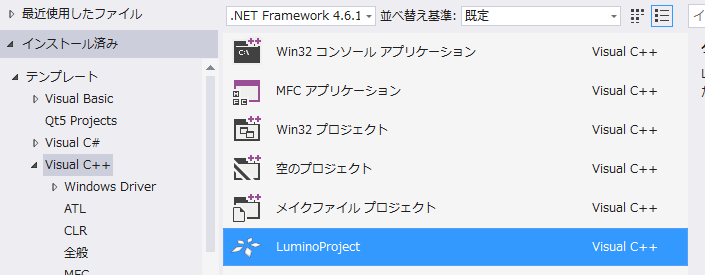 最近使用したファイル
インストール済み
テンプレート
Visual Basic
Qt5 Projects
Visual C#
Visual C++
Windows Driver
ATL
CLR
全般
MFC
.NET Framework 4.6.1
並べ替え基準: 既定
Win32 コンソール アプリケーション Visual C++
MFC アプリケーション Visual C++
Win32 プロジェクト Visual C++
空のプロジェクト Visual C++
メイクファイル プロジェクト Visual C++
LuminoProject Visual C++